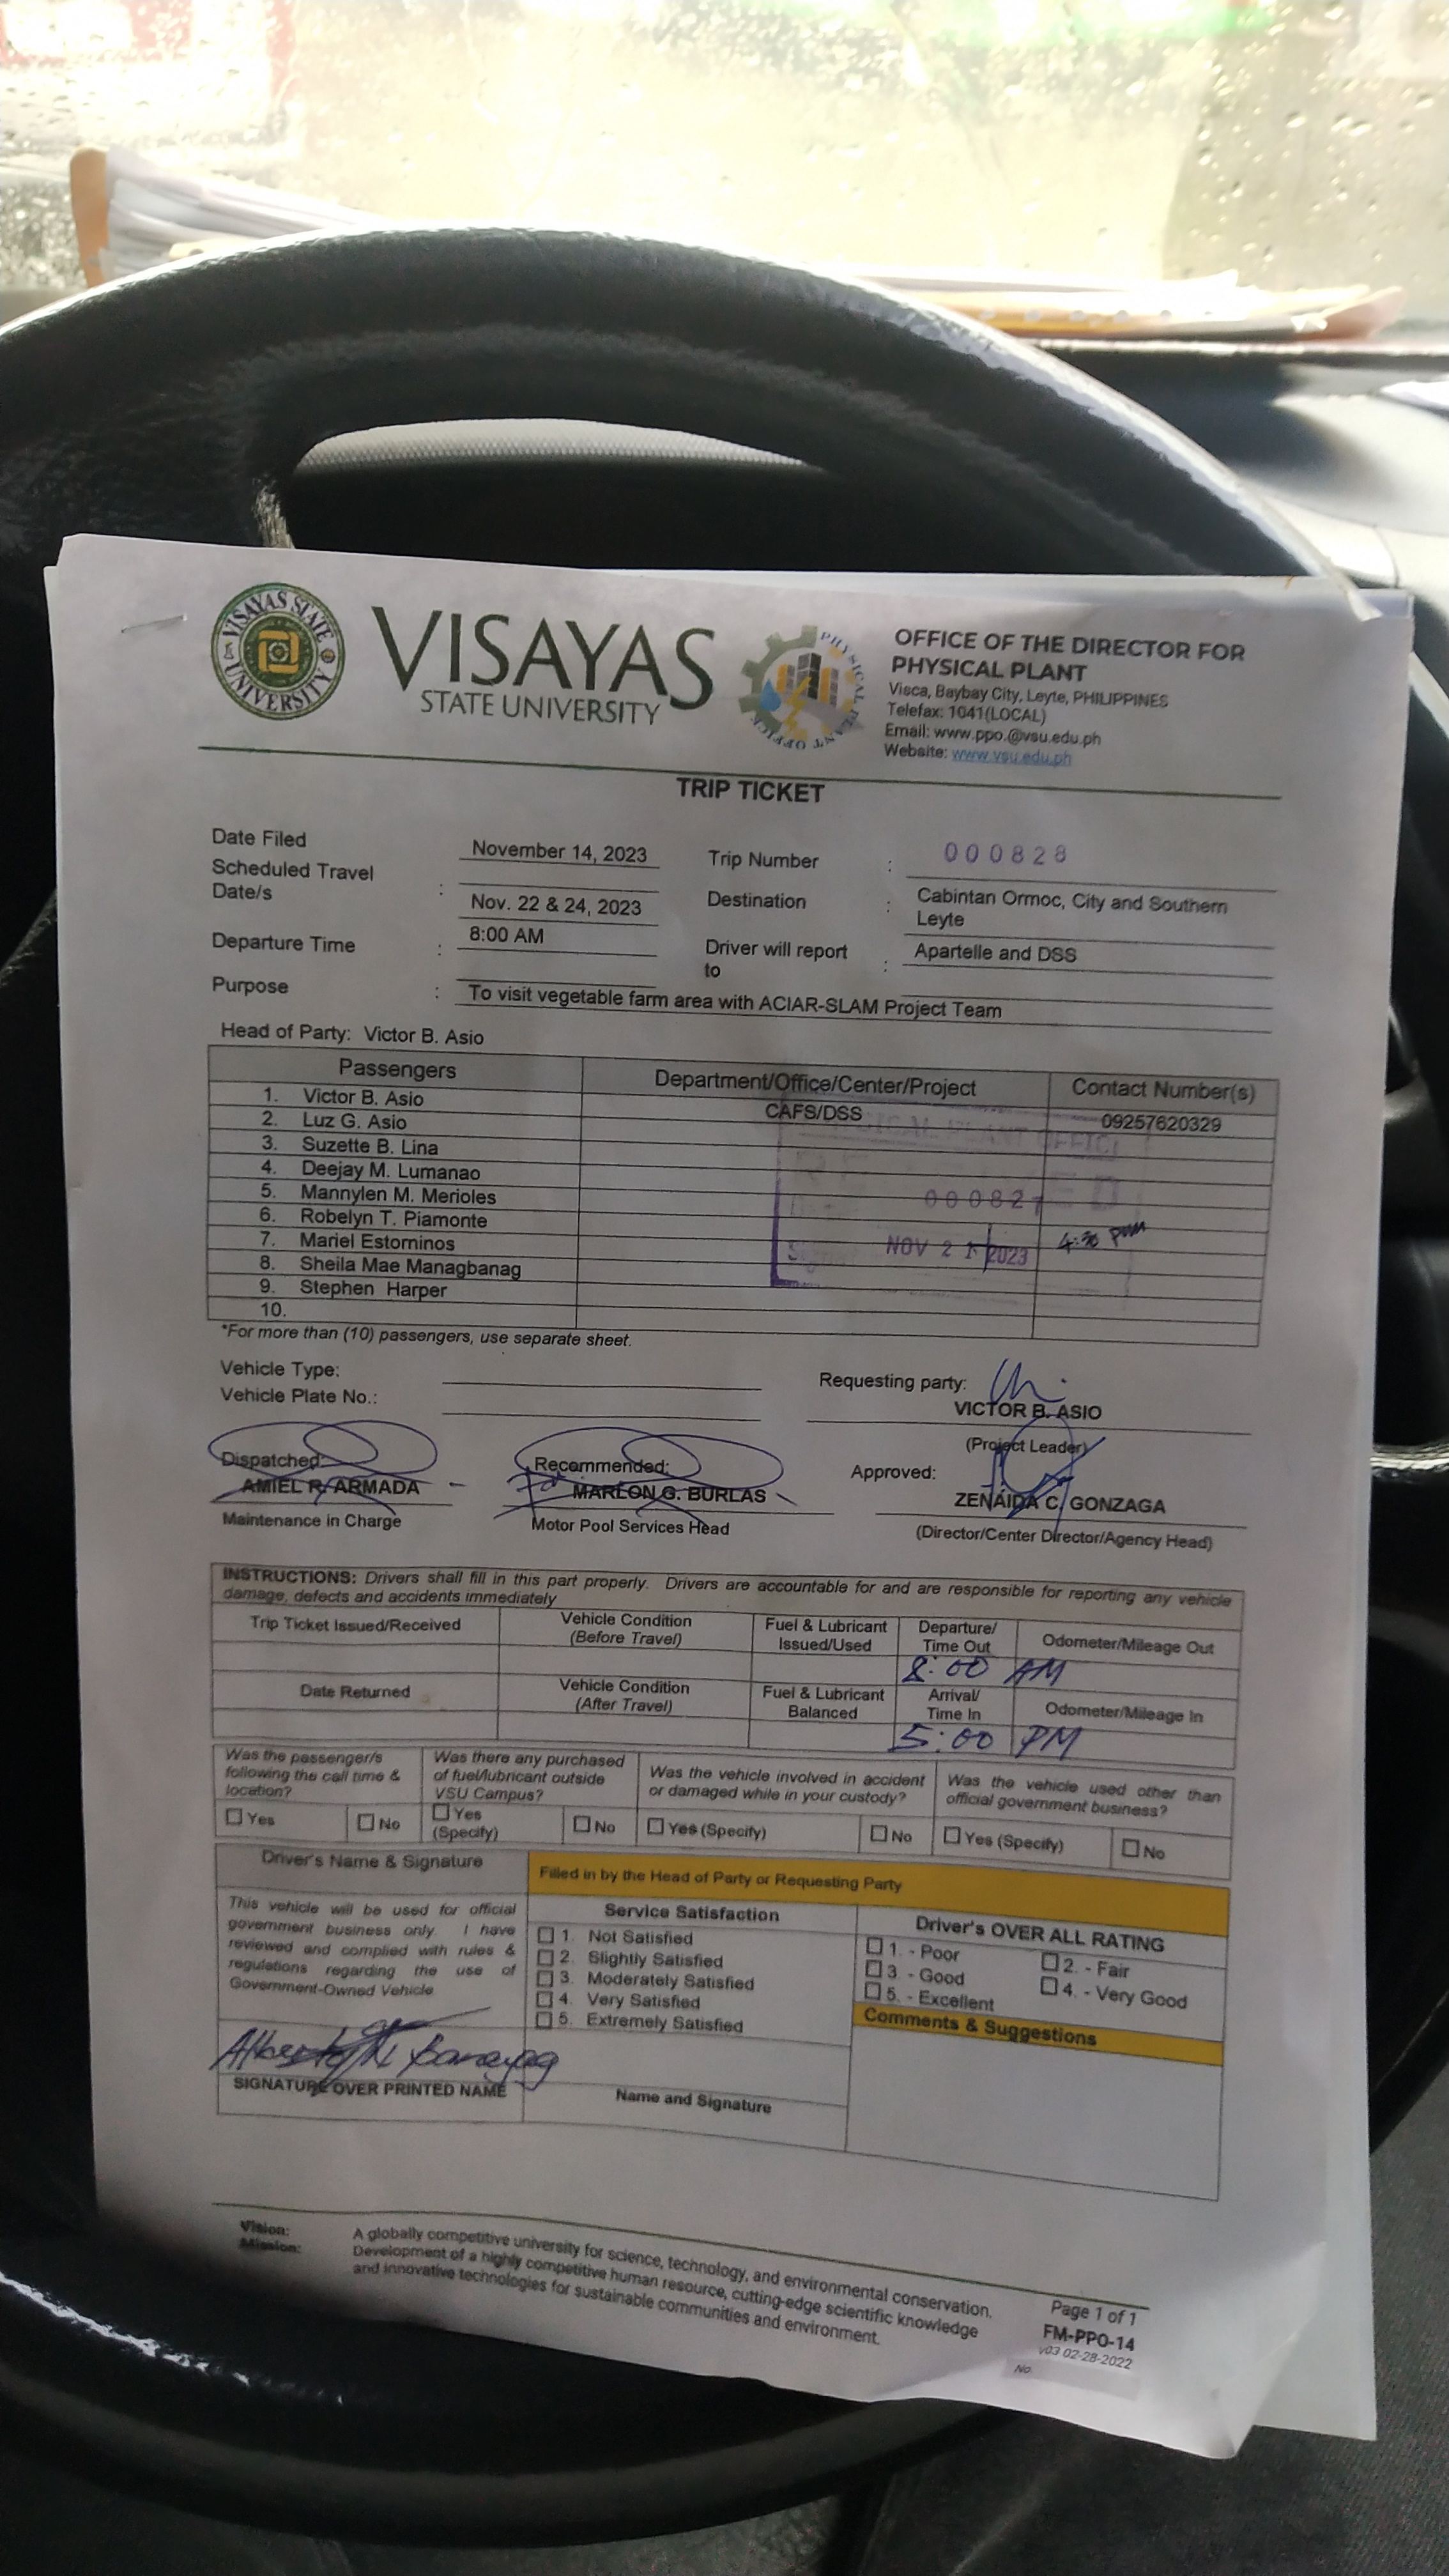 VISAYAS STATE UNIVERSITY
VISAYAS
STATE UNIVERSITY
PHYSICAL PLANT OFFICE
OFFICE OF THE DIRECTOR FOR
PHYSICAL PLANT
Visca, Baybay City, Leyte, PHILIPPINES
Telefax: 1041(LOCAL)
Email: www.ppo.@vsu.edu.ph
Website: www.vsu.edu.ph
TRIP TICKET
Date Filed November 14, 2023 Trip Number : 000828
Scheduled Travel Date/s : Nov. 22 & 24, 2023 Destination : Cabintan Ormoc, City and Southern Leyte
Departure Time : 8:00 AM Driver will report to : Apartelle and DSS
Purpose : To visit vegetable farm area with ACIAR-SLAM Project Team
Head of Party: Victor B. Asio
Passengers Department/Office/Center/Project Contact Number(s)
1. Victor B. Asio CAFS/DSS 09257620329
2. Luz G. Asio
3. Suzette B. Lina
4. Deejay M. Lumanao
5. Mannylen M. Merioles
6. Robelyn T. Piamonte
7. Mariel Estorninos
8. Sheila Mae Managbanag
9. Stephen Harper
10.
PLANT OFFICE
000827
NOV 21 2023 4:30 pm
*For more than (10) passengers, use separate sheet.
Vehicle Type: Requesting party:
Vehicle Plate No.: VICTOR B. ASIO
(Project Leader)
Dispatched: Recommended: Approved:
AMIEL R. ARMADA For MARLON G. BURLAS ZENAIDA C. GONZAGA
Maintenance in Charge Motor Pool Services Head (Director/Center Director/Agency Head)
INSTRUCTIONS: Drivers shall fill in this part properly. Drivers are accountable for and are responsible for reporting any vehicle
damage, defects and accidents immediately
Trip Ticket Issued/Received Vehicle Condition (Before Travel) Fuel & Lubricant Issued/Used Departure/ Time Out Odometer/Mileage Out
8:00 AM
Date Returned Vehicle Condition (After Travel) Fuel & Lubricant Balanced Arrival/ Time In Odometer/Mileage In
5:00 PM
Was the passenger/s following the call time & location? Was there any purchased of fuel/lubricant outside VSU Campus? Was the vehicle involved in accident or damaged while in your custody? Was the vehicle used other than official government business?
Yes No Yes (Specify) No Yes (Specify) No Yes (Specify) No
Driver's Name & Signature Filled in by the Head of Party or Requesting Party
This vehicle will be used for official
government business only. I have
reviewed and complied with rules &
regulations regarding the use of
Government-Owned Vehicle
Service Satisfaction
1. Not Satisfied
2. Slightly Satisfied
3. Moderately Satisfied
4. Very Satisfied
5. Extremely Satisfied
Driver's OVER ALL RATING
1. - Poor 2. - Fair
3. - Good 4. - Very Good
5. - Excellent
Comments & Suggestions
SIGNATURE OVER PRINTED NAME Name and Signature
Vision: A globally competitive university for science, technology, and environmental conservation.
Mission: Development of a highly competitive human resource, cutting-edge scientific knowledge
and innovative technologies for sustainable communities and environment.
Page 1 of 1
FM-PPO-14
v03 02-28-2022
No.